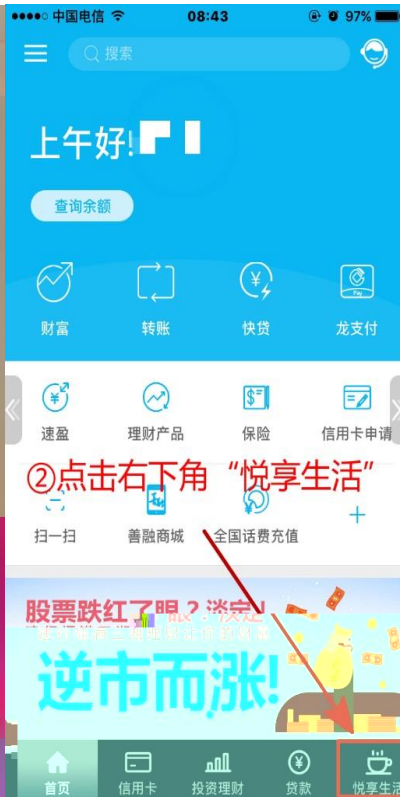 中国电信 08:43 97%
搜索
上午好!
查询余额
财富 转账 快贷 龙支付
Pay
速盈 理财产品 保险 信用卡申请
②点击右下角“悦享生活”
扫一扫 善融商城 全国话费充值
股票跌红了眼?淡定!
逆市而涨!
首页 信用卡 投资理财 贷款 悦享生活